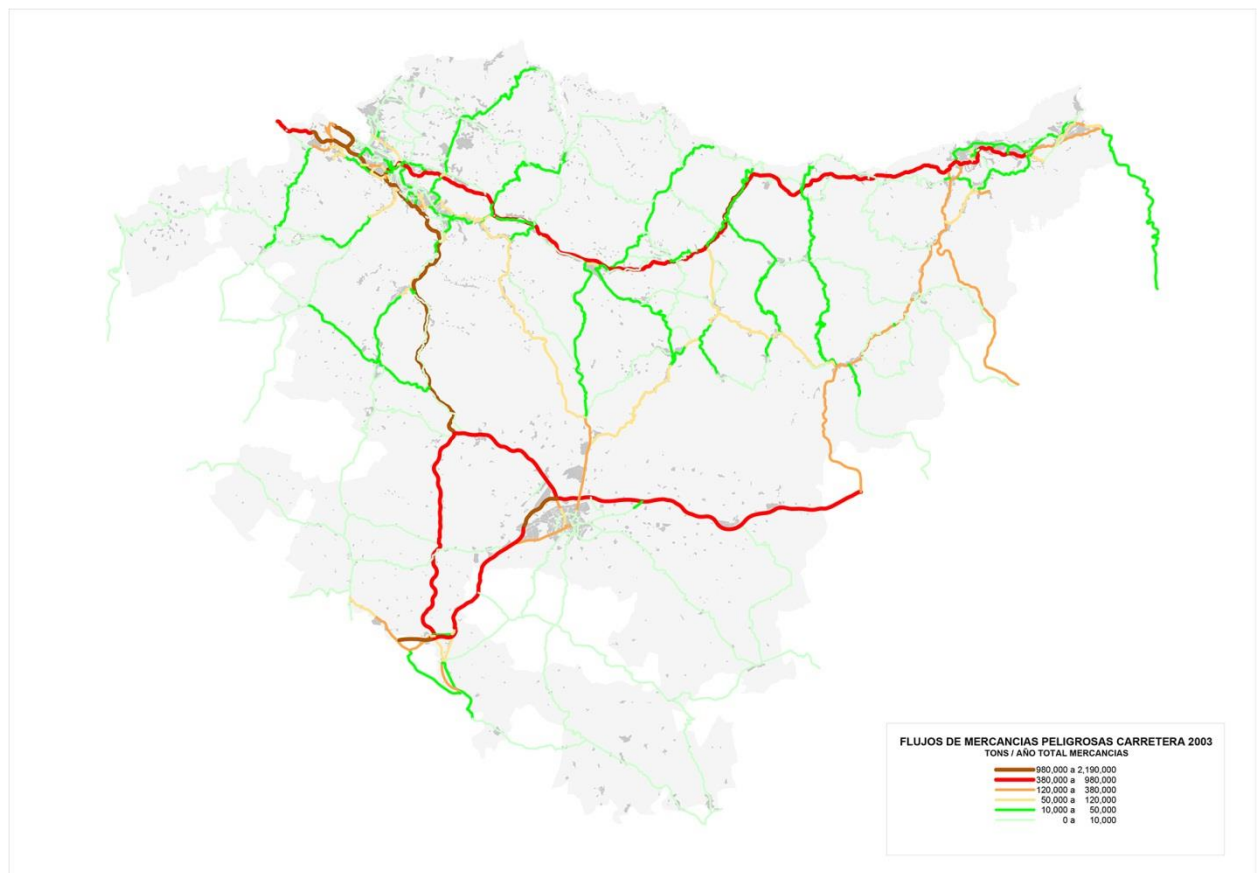 FLUJOS DE MERCANCIAS PELIGROSAS CARRETERA 2003
TONS / AÑO TOTAL MERCANCIAS
980,000 a 2,190,000
380,000 a 980,000
120,000 a 380,000
50,000 a 120,000
10,000 a 50,000
0 a 10,000